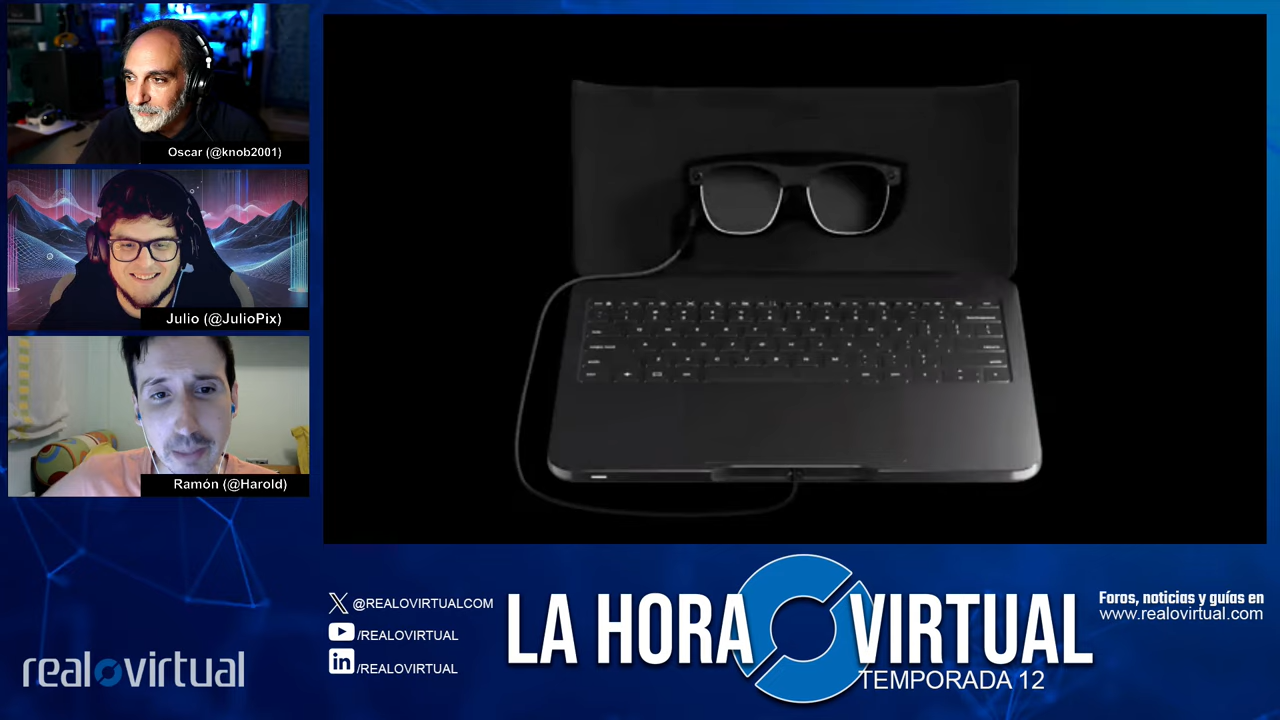 Oscar (@knob2001)
Julio (@JulioPix)
Ramón (@Harold)
@REALOVIRTUALCOM
/REALOVIRTUAL
/REALOVIRTUAL
LA HORA VIRTUAL
TEMPORADA 12
Foros, noticias y guías en
www.realovirtual.com
realovirtual